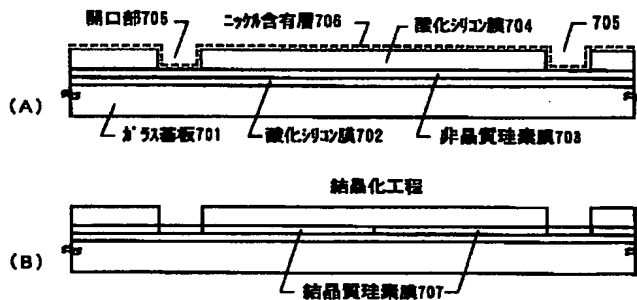 開口部705
ニッケル含有層706
酸化シリコン膜704
705
(A)
ガラス基板701
酸化シリコン膜702
非晶質珪素膜703
結晶化工程
(B)
結晶質珪素膜707